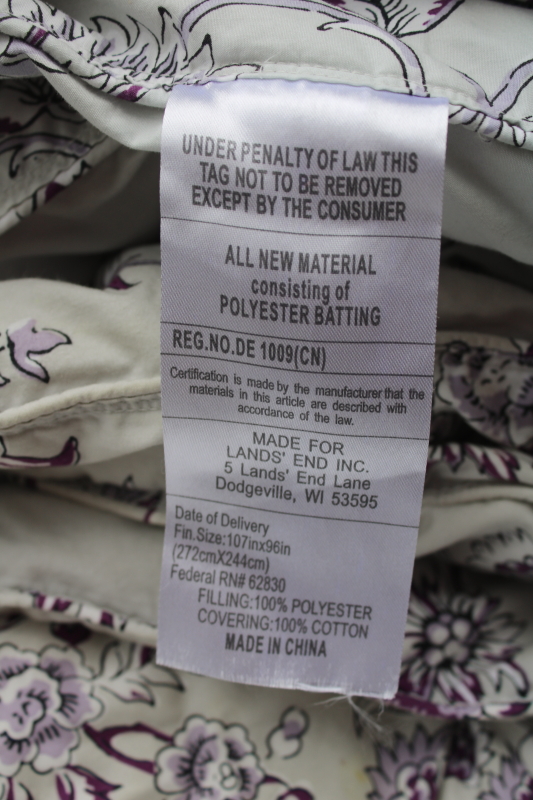 UNDER PENALTY OF LAW THIS
TAG NOT TO BE REMOVED
EXCEPT BY THE CONSUMER
ALL NEW MATERIAL
consisting of
POLYESTER BATTING
REG.NO.DE 1009(CN)
Certification is made by the manufacturer that the
materials in this article are described with
accordance of the law.
MADE FOR
LANDS' END INC.
5 Lands' End Lane
Dodgeville, WI 53595
Date of Delivery
Fin.Size:107inx96in
(272cmX244cm)
Federal RN# 62830
FILLING:100% POLYESTER
COVERING:100% COTTON
MADE IN CHINA